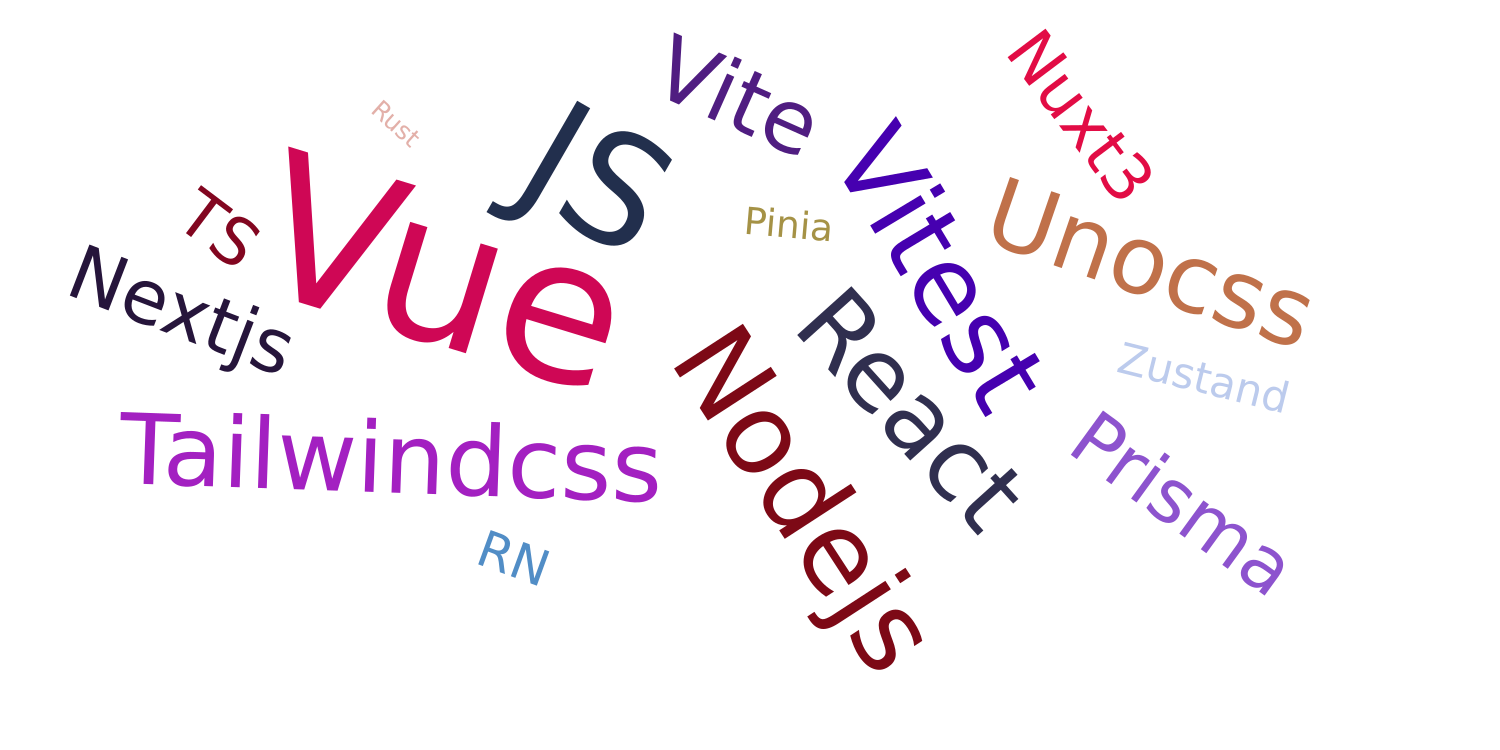 Nuxt3
Vite
Rust
JS
Vitest
Vue
TS
Pinia
Unocss
Nextjs
React
Zustand
Nodejs
Tailwindcss
Prisma
RN